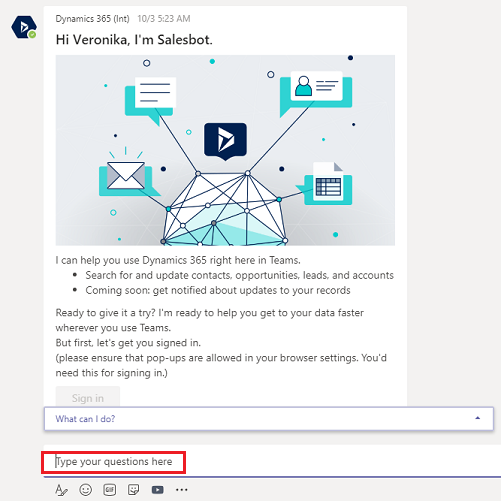 Dynamics 365 (Int) 10/3 5:23 AM
Hi Veronika, I'm Salesbot.
I can help you use Dynamics 365 right here in Teams.
• Search for and update contacts, opportunities, leads, and accounts
• Coming soon: get notified about updates to your records
Ready to give it a try? I'm ready to help you get to your data faster
wherever you use Teams.
But first, let's get you signed in.
(please ensure that pop-ups are allowed in your browser settings. You'd
need this for signing in.)
Sign in
What can I do?
Type your questions here
GIF